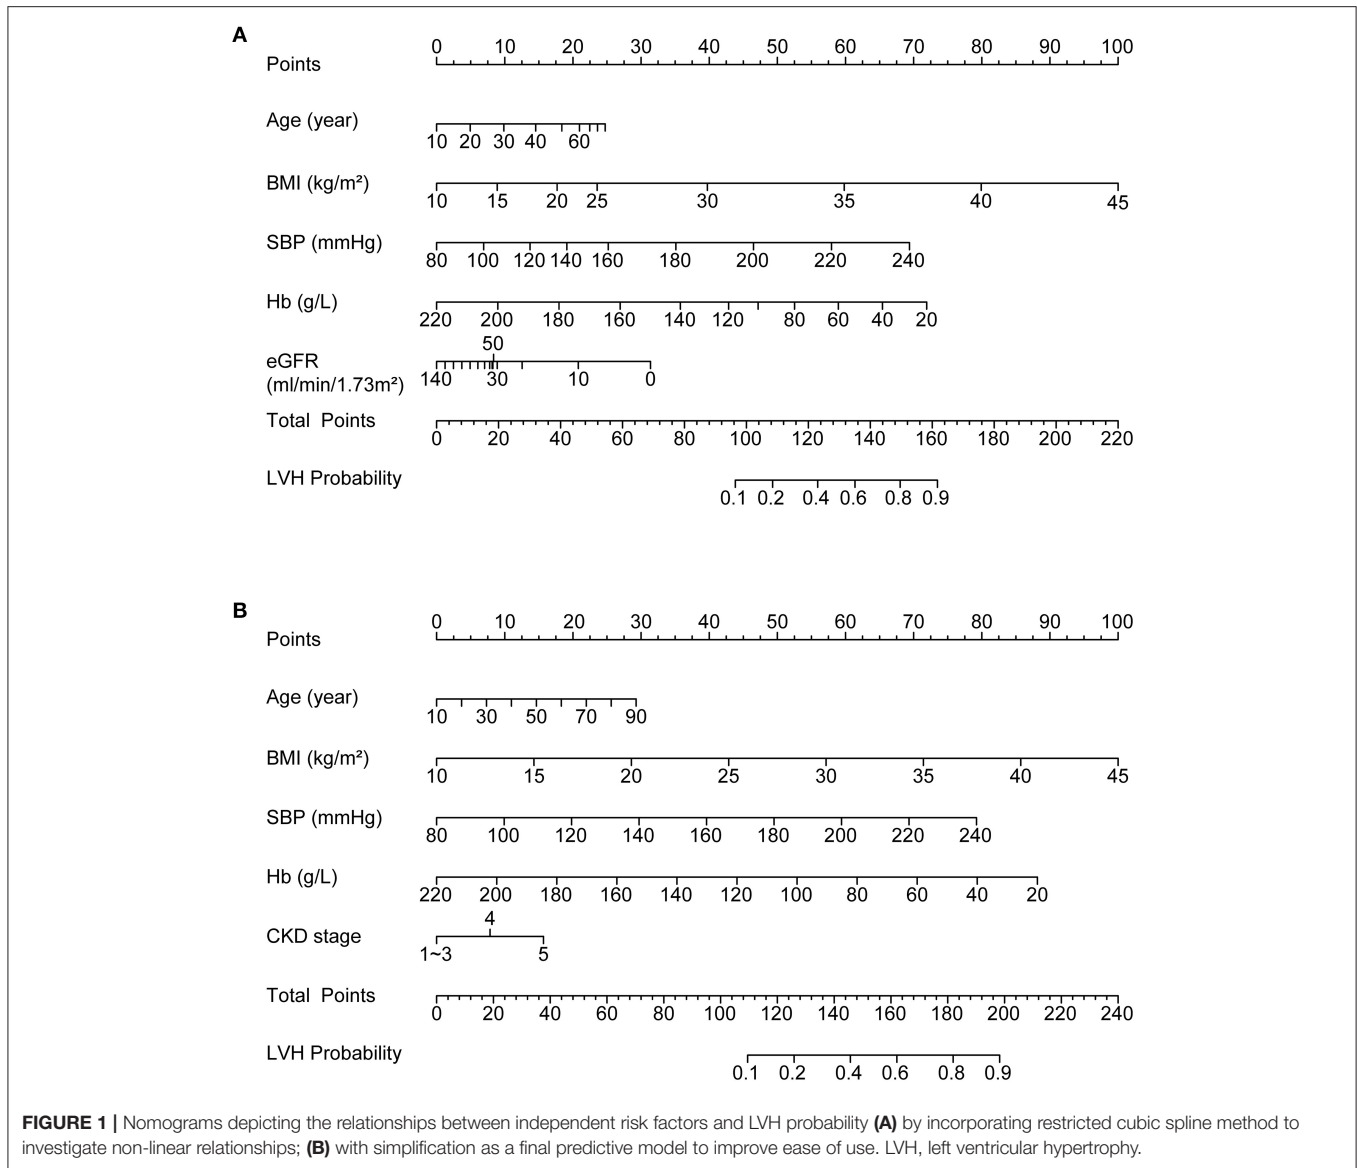 A
0 10 20 30 40 50 60 70 80 90 100
Points
Age (year)
10 20 30 40 60
BMI (kg/m²)
10 15 20 25 30 35 40 45
SBP (mmHg)
80 100 120 140 160 180 200 220 240
Hb (g/L)
220 200 180 160 140 120 80 60 40 20
50
eGFR
(ml/min/1.73m²)
140 30 10 0
Total Points
0 20 40 60 80 100 120 140 160 180 200 220
LVH Probability
0.1 0.2 0.4 0.6 0.8 0.9
B
0 10 20 30 40 50 60 70 80 90 100
Points
Age (year)
10 30 50 70 90
BMI (kg/m²)
10 15 20 25 30 35 40 45
SBP (mmHg)
80 100 120 140 160 180 200 220 240
Hb (g/L)
220 200 180 160 140 120 100 80 60 40 20
4
CKD stage
1~3 5
Total Points
0 20 40 60 80 100 120 140 160 180 200 220 240
LVH Probability
0.1 0.2 0.4 0.6 0.8 0.9
FIGURE 1 | Nomograms depicting the relationships between independent risk factors and LVH probability (A) by incorporating restricted cubic spline method to
investigate non-linear relationships; (B) with simplification as a final predictive model to improve ease of use. LVH, left ventricular hypertrophy.